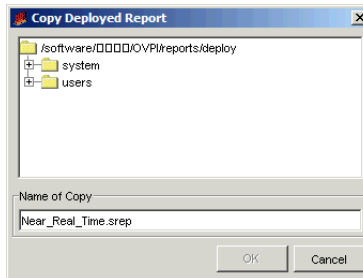 Copy Deployed Report
/software/□□□□/OVPI/reports/deploy
system
users
Name of Copy
Near_Real_Time.srep
OK
Cancel